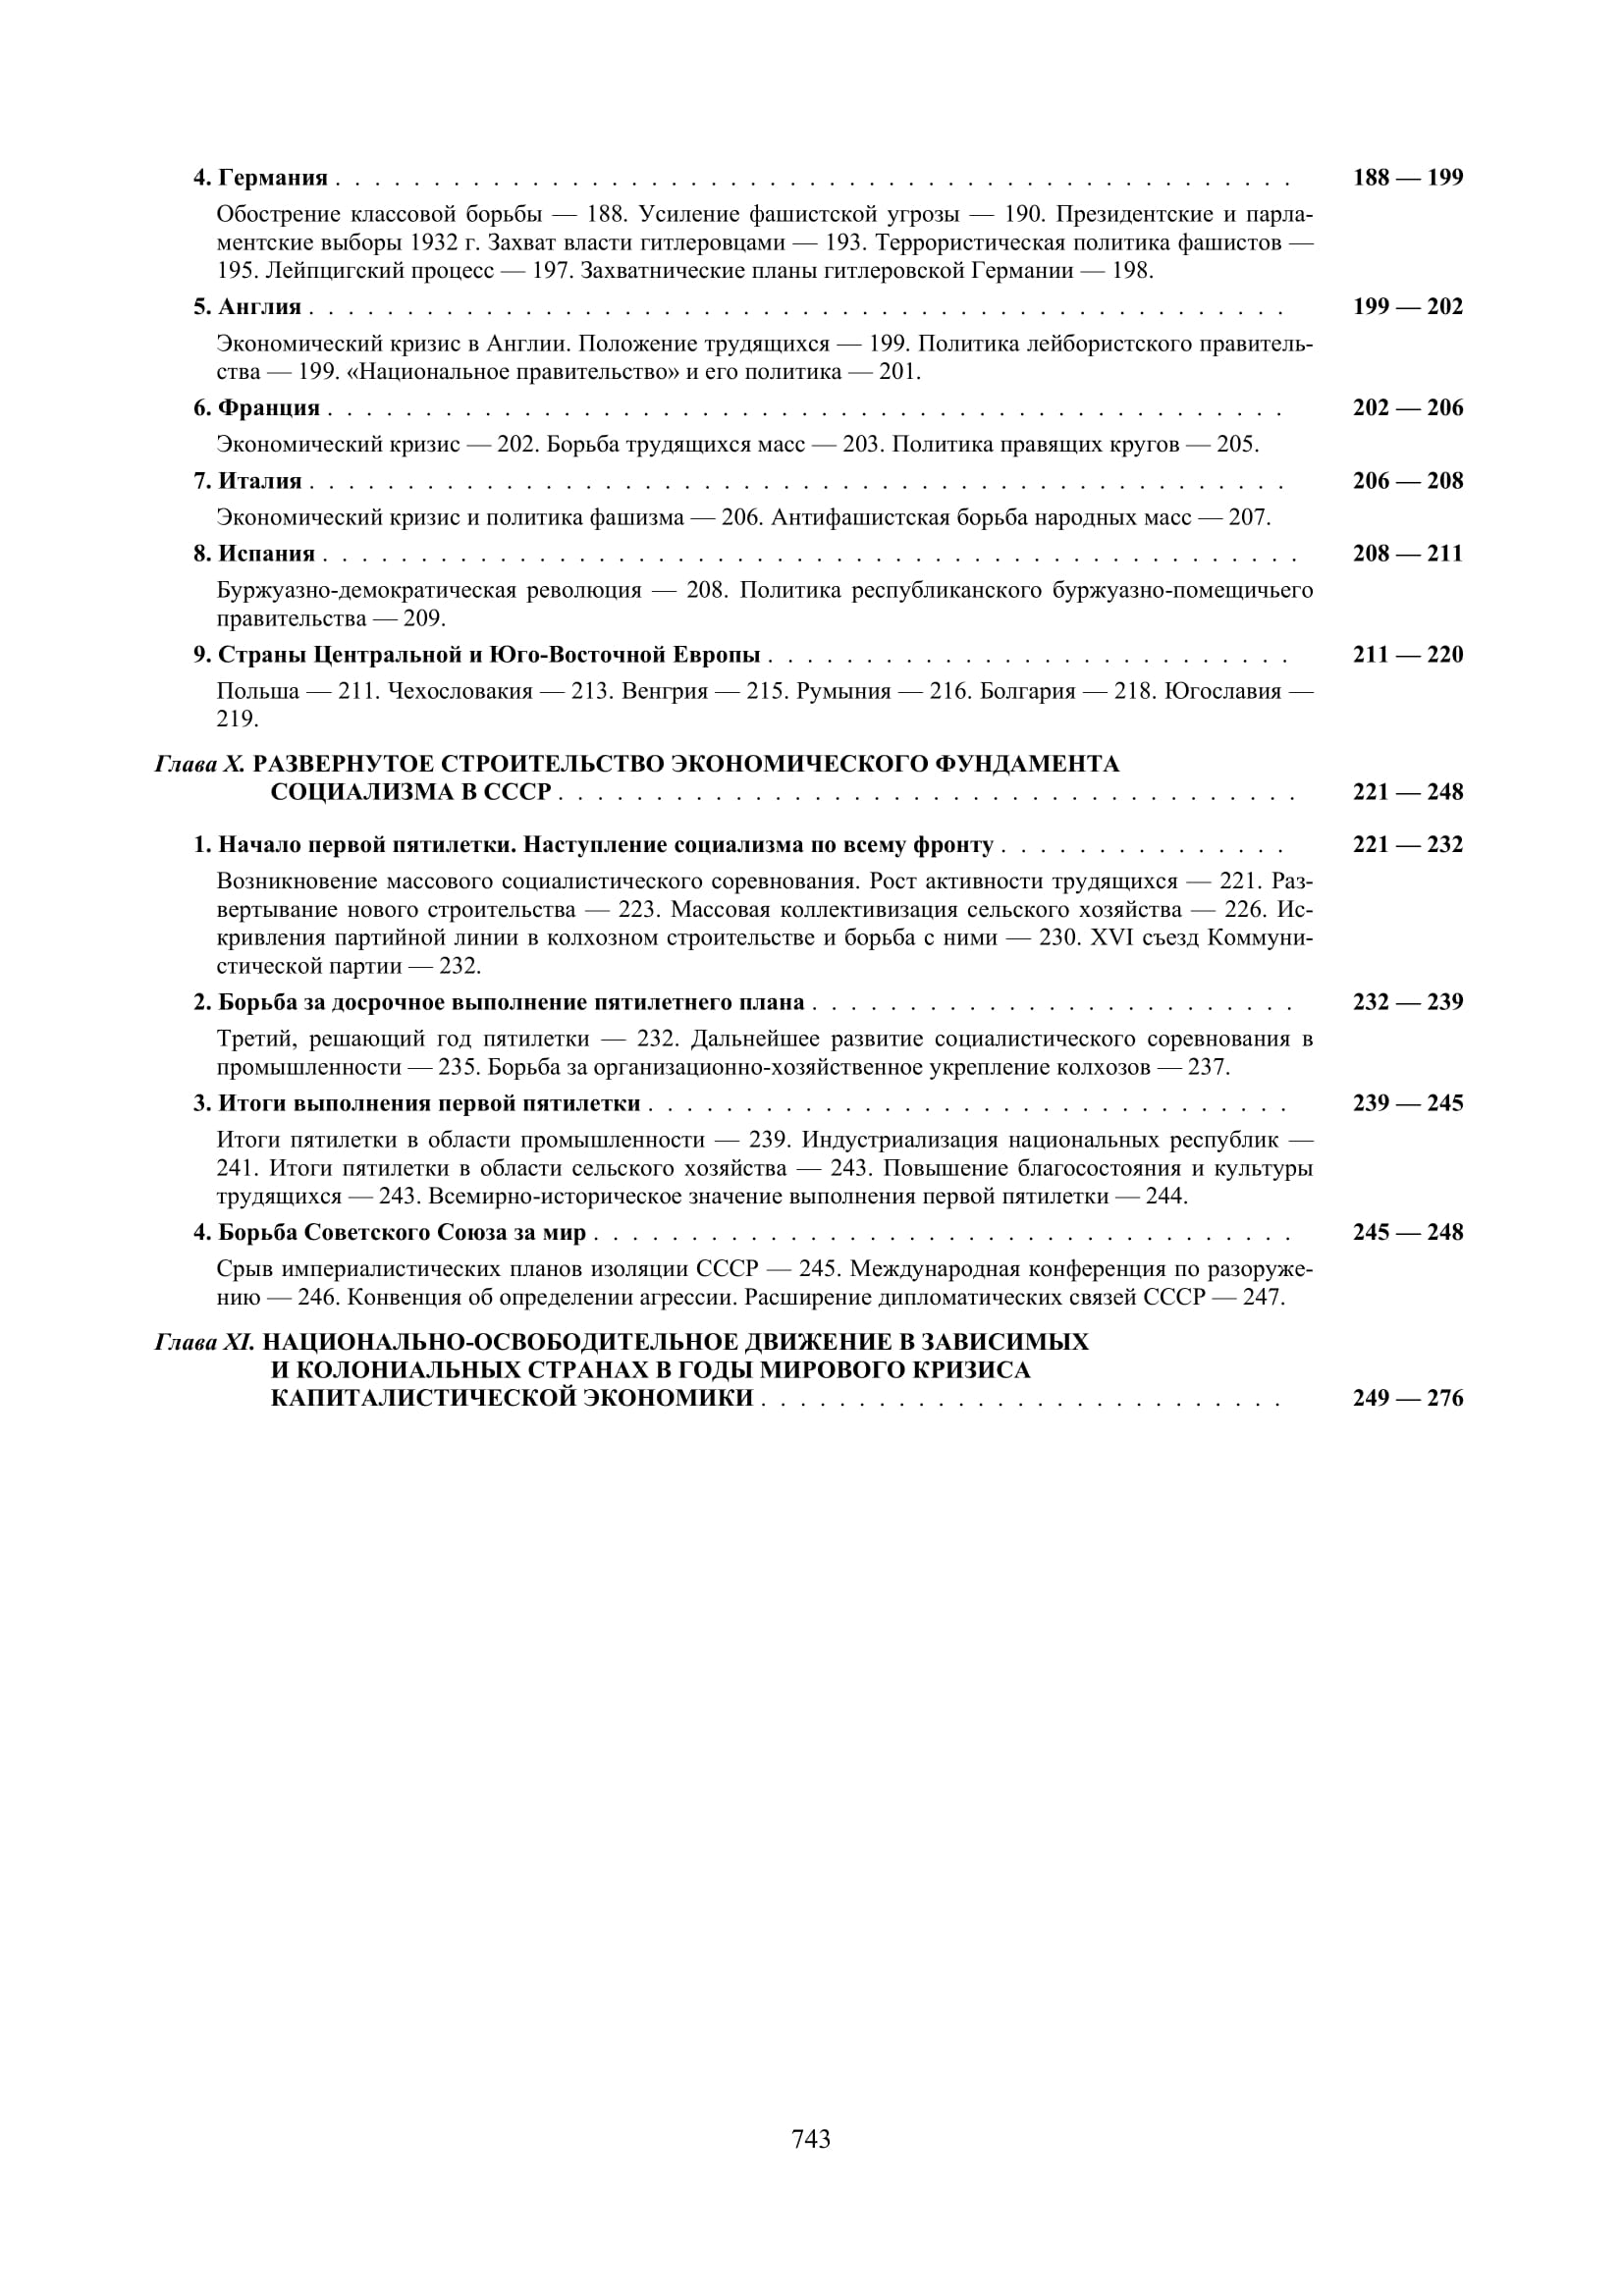 4. Германия . . . . . . . . . . . . . . . . . . . . . . . . . . . . . . . . . . . . . . . . . . . . . . . . . 188 — 199
Обострение классовой борьбы — 188. Усиление фашистской угрозы — 190. Президентские и парла-
ментские выборы 1932 г. Захват власти гитлеровцами — 193. Террористическая политика фашистов —
195. Лейпцигский процесс — 197. Захватнические планы гитлеровской Германии — 198.
5. Англия . . . . . . . . . . . . . . . . . . . . . . . . . . . . . . . . . . . . . . . . . . . . . . . . . . 199 — 202
Экономический кризис в Англии. Положение трудящихся — 199. Политика лейбористского правитель-
ства — 199. «Национальное правительство» и его политика — 201.
6. Франция . . . . . . . . . . . . . . . . . . . . . . . . . . . . . . . . . . . . . . . . . . . . . . . . . 202 — 206
Экономический кризис — 202. Борьба трудящихся масс — 203. Политика правящих кругов — 205.
7. Италия . . . . . . . . . . . . . . . . . . . . . . . . . . . . . . . . . . . . . . . . . . . . . . . . . . 206 — 208
Экономический кризис и политика фашизма — 206. Антифашистская борьба народных масс — 207.
8. Испания . . . . . . . . . . . . . . . . . . . . . . . . . . . . . . . . . . . . . . . . . . . . . . . . . . 208 — 211
Буржуазно-демократическая революция — 208. Политика республиканского буржуазно-помещичьего
правительства — 209.
9. Страны Центральной и Юго-Восточной Европы . . . . . . . . . . . . . . . . . . . . . . . . . . . 211 — 220
Польша — 211. Чехословакия — 213. Венгрия — 215. Румыния — 216. Болгария — 218. Югославия —
219.
Глава X. РАЗВЕРНУТОЕ СТРОИТЕЛЬСТВО ЭКОНОМИЧЕСКОГО ФУНДАМЕНТА
СОЦИАЛИЗМА В СССР . . . . . . . . . . . . . . . . . . . . . . . . . . . . . . . . . . . . . . 221 — 248
1. Начало первой пятилетки. Наступление социализма по всему фронту . . . . . . . . . . . . . . . 221 — 232
Возникновение массового социалистического соревнования. Рост активности трудящихся — 221. Раз-
вертывание нового строительства — 223. Массовая коллективизация сельского хозяйства — 226. Ис-
кривления партийной линии в колхозном строительстве и борьба с ними — 230. XVI съезд Коммуни-
стической партии — 232.
2. Борьба за досрочное выполнение пятилетнего плана . . . . . . . . . . . . . . . . . . . . . . . . . 232 — 239
Третий, решающий год пятилетки — 232. Дальнейшее развитие социалистического соревнования в
промышленности — 235. Борьба за организационно-хозяйственное укрепление колхозов — 237.
3. Итоги выполнения первой пятилетки . . . . . . . . . . . . . . . . . . . . . . . . . . . . . . . . . 239 — 245
Итоги пятилетки в области промышленности — 239. Индустриализация национальных республик —
241. Итоги пятилетки в области сельского хозяйства — 243. Повышение благосостояния и культуры
трудящихся — 243. Всемирно-историческое значение выполнения первой пятилетки — 244.
4. Борьба Советского Союза за мир . . . . . . . . . . . . . . . . . . . . . . . . . . . . . . . . . . . . 245 — 248
Срыв империалистических планов изоляции СССР — 245. Международная конференция по разоруже-
нию — 246. Конвенция об определении агрессии. Расширение дипломатических связей СССР — 247.
Глава XI. НАЦИОНАЛЬНО-ОСВОБОДИТЕЛЬНОЕ ДВИЖЕНИЕ В ЗАВИСИМЫХ
И КОЛОНИАЛЬНЫХ СТРАНАХ В ГОДЫ МИРОВОГО КРИЗИСА
КАПИТАЛИСТИЧЕСКОЙ ЭКОНОМИКИ . . . . . . . . . . . . . . . . . . . . . . . . . . . 249 — 276
743